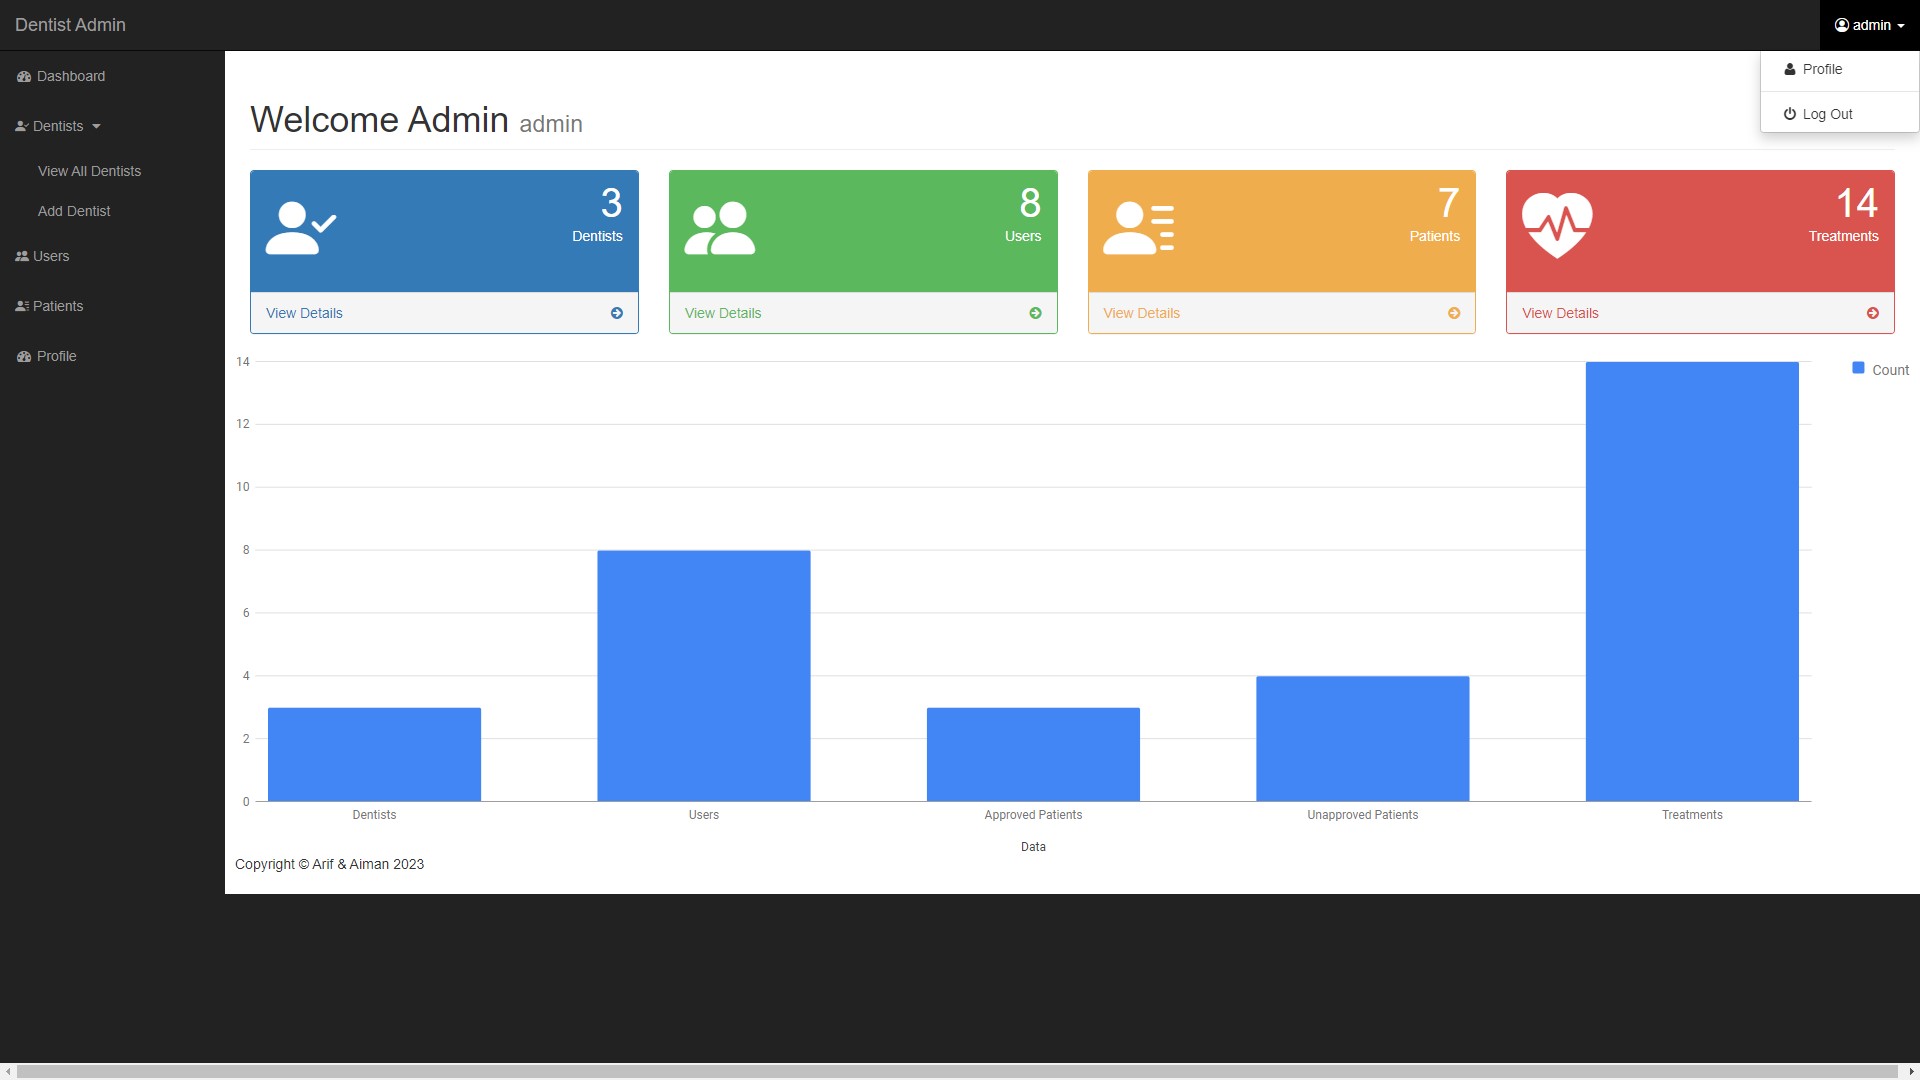 Dentist Admin
admin
Dashboard
Dentists
View All Dentists
Add Dentist
Users
Patients
Profile
Profile
Log Out
Welcome Admin admin
3
Dentists
View Details
8
Users
View Details
7
Patients
View Details
14
Treatments
View Details
14
12
10
8
6
4
2
0
Count
Dentists
Users
Approved Patients
Unapproved Patients
Treatments
Data
Copyright © Arif & Aiman 2023